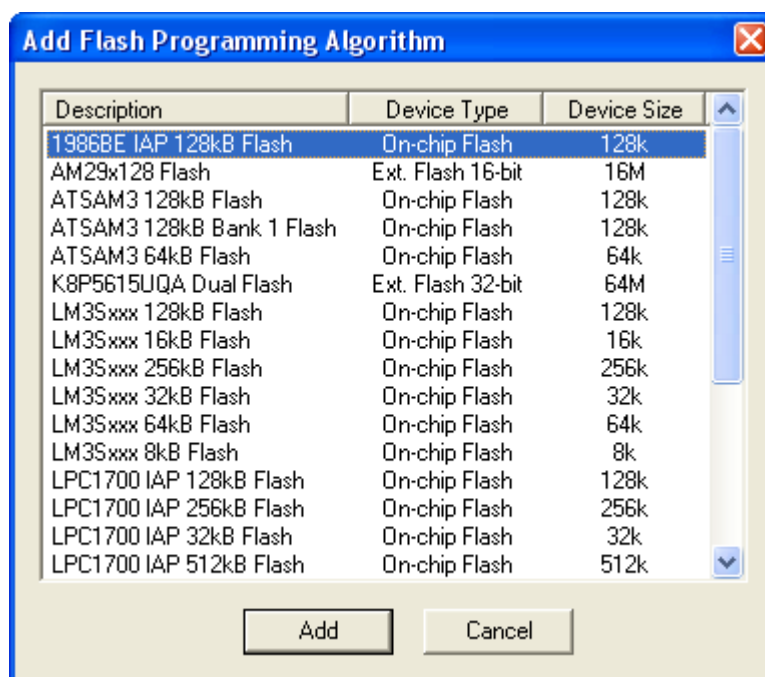 Add Flash Programming Algorithm
Description Device Type Device Size
1986BE IAP 128kB Flash On-chip Flash 128k
AM29x128 Flash Ext. Flash 16-bit 16M
ATSAM3 128kB Flash On-chip Flash 128k
ATSAM3 128kB Bank 1 Flash On-chip Flash 128k
ATSAM3 64kB Flash On-chip Flash 64k
K8P5615UQA Dual Flash Ext. Flash 32-bit 64M
LM3Sxxx 128kB Flash On-chip Flash 128k
LM3Sxxx 16kB Flash On-chip Flash 16k
LM3Sxxx 256kB Flash On-chip Flash 256k
LM3Sxxx 32kB Flash On-chip Flash 32k
LM3Sxxx 64kB Flash On-chip Flash 64k
LM3Sxxx 8kB Flash On-chip Flash 8k
LPC1700 IAP 128kB Flash On-chip Flash 128k
LPC1700 IAP 256kB Flash On-chip Flash 256k
LPC1700 IAP 32kB Flash On-chip Flash 32k
LPC1700 IAP 512kB Flash On-chip Flash 512k
Add Cancel